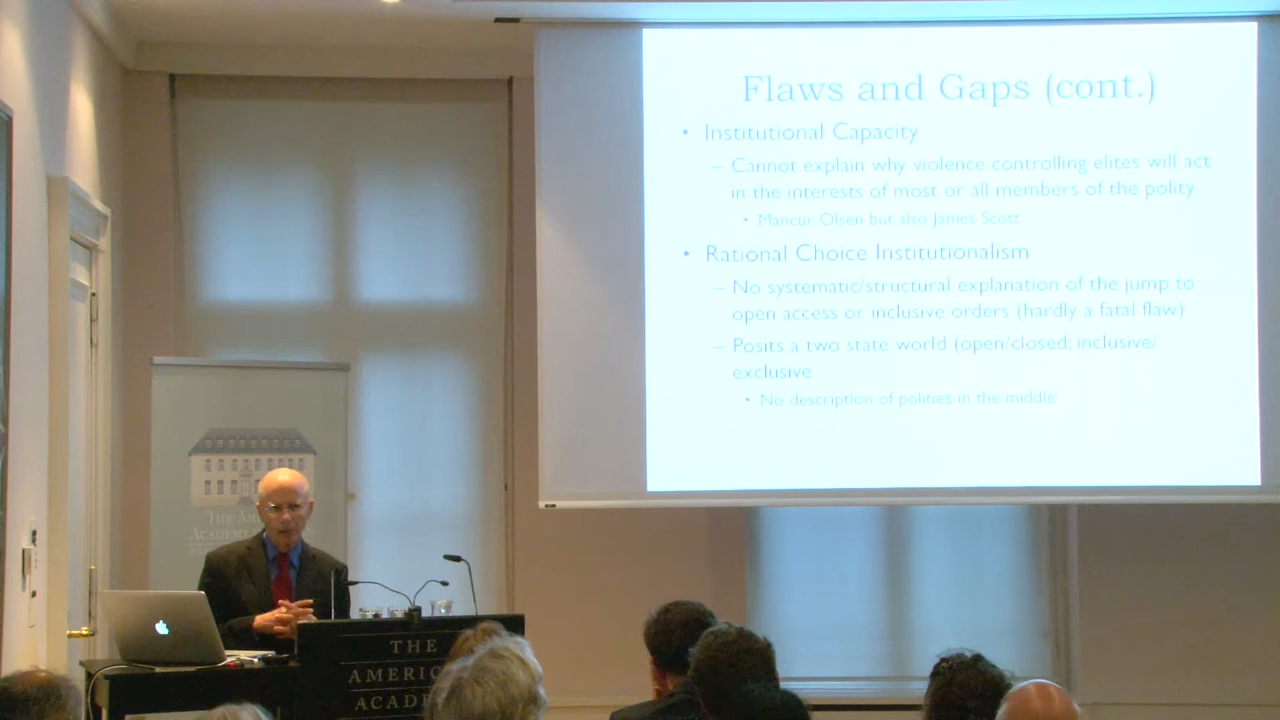 Flaws and Gaps (cont.)
• Institutional Capacity
– Cannot explain why violence controlling elites will act
in the interests of most or all members of the polity
• Mancur Olsen but also James Scott
• Rational Choice Institutionalism
– No systematic/structural explanation of the jump to
open access or inclusive orders (hardly a fatal flaw)
– Posits a two state world (open/closed; inclusive/
exclusive
• No description of polities in the middle
THE
THE